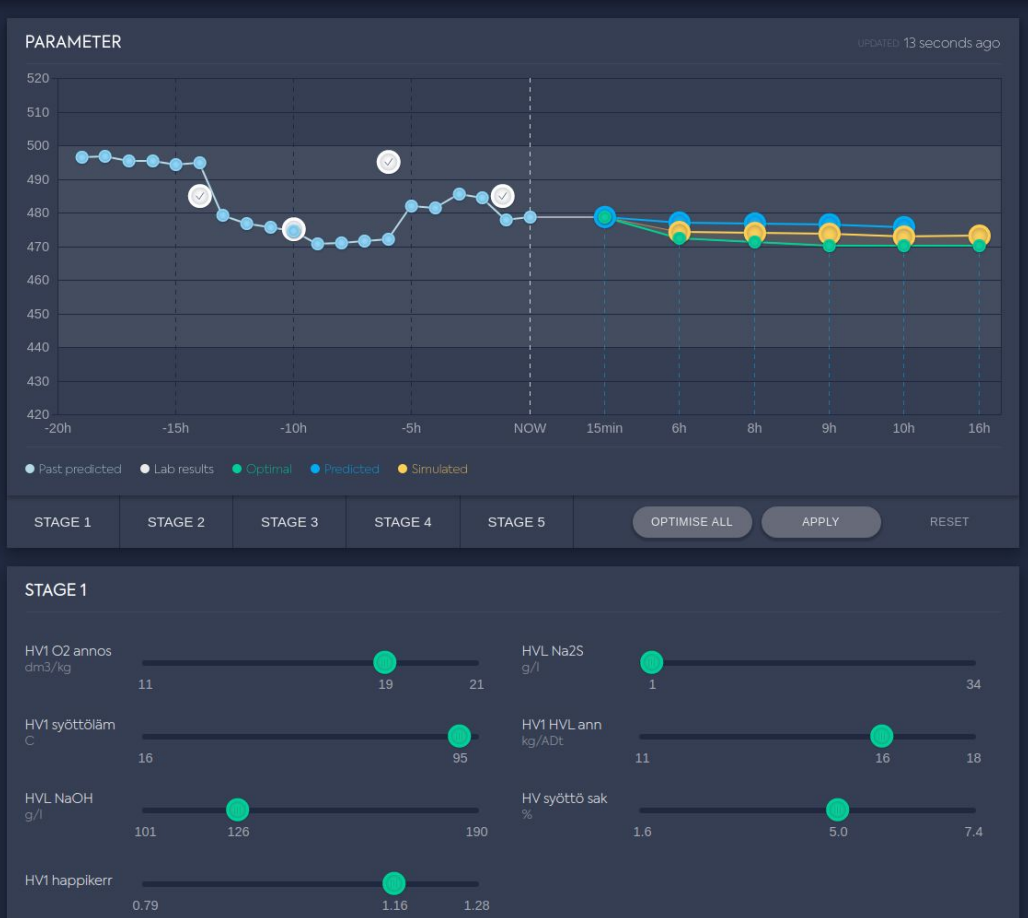 PARAMETER
UPDATED 13 seconds ago
520
510
500
490
480
470
460
450
440
430
420
-20h -15h -10h -5h NOW 15min 6h 8h 9h 10h 16h
Past predicted Lab results Optimal Predicted Simulated
STAGE 1 STAGE 2 STAGE 3 STAGE 4 STAGE 5 OPTIMISE ALL APPLY RESET
STAGE 1
HV1 O2 annos
dm3/kg
11 19 21
HVL Na2S
g/l
1 34
HV1 syöttöläm
C
16 95
HV1 HVL ann
kg/ADt
11 16 18
HVL NaOH
g/l
101 126 190
HV syöttö sak
%
1.6 5.0 7.4
HV1 happikerr
0.79 1.16 1.28